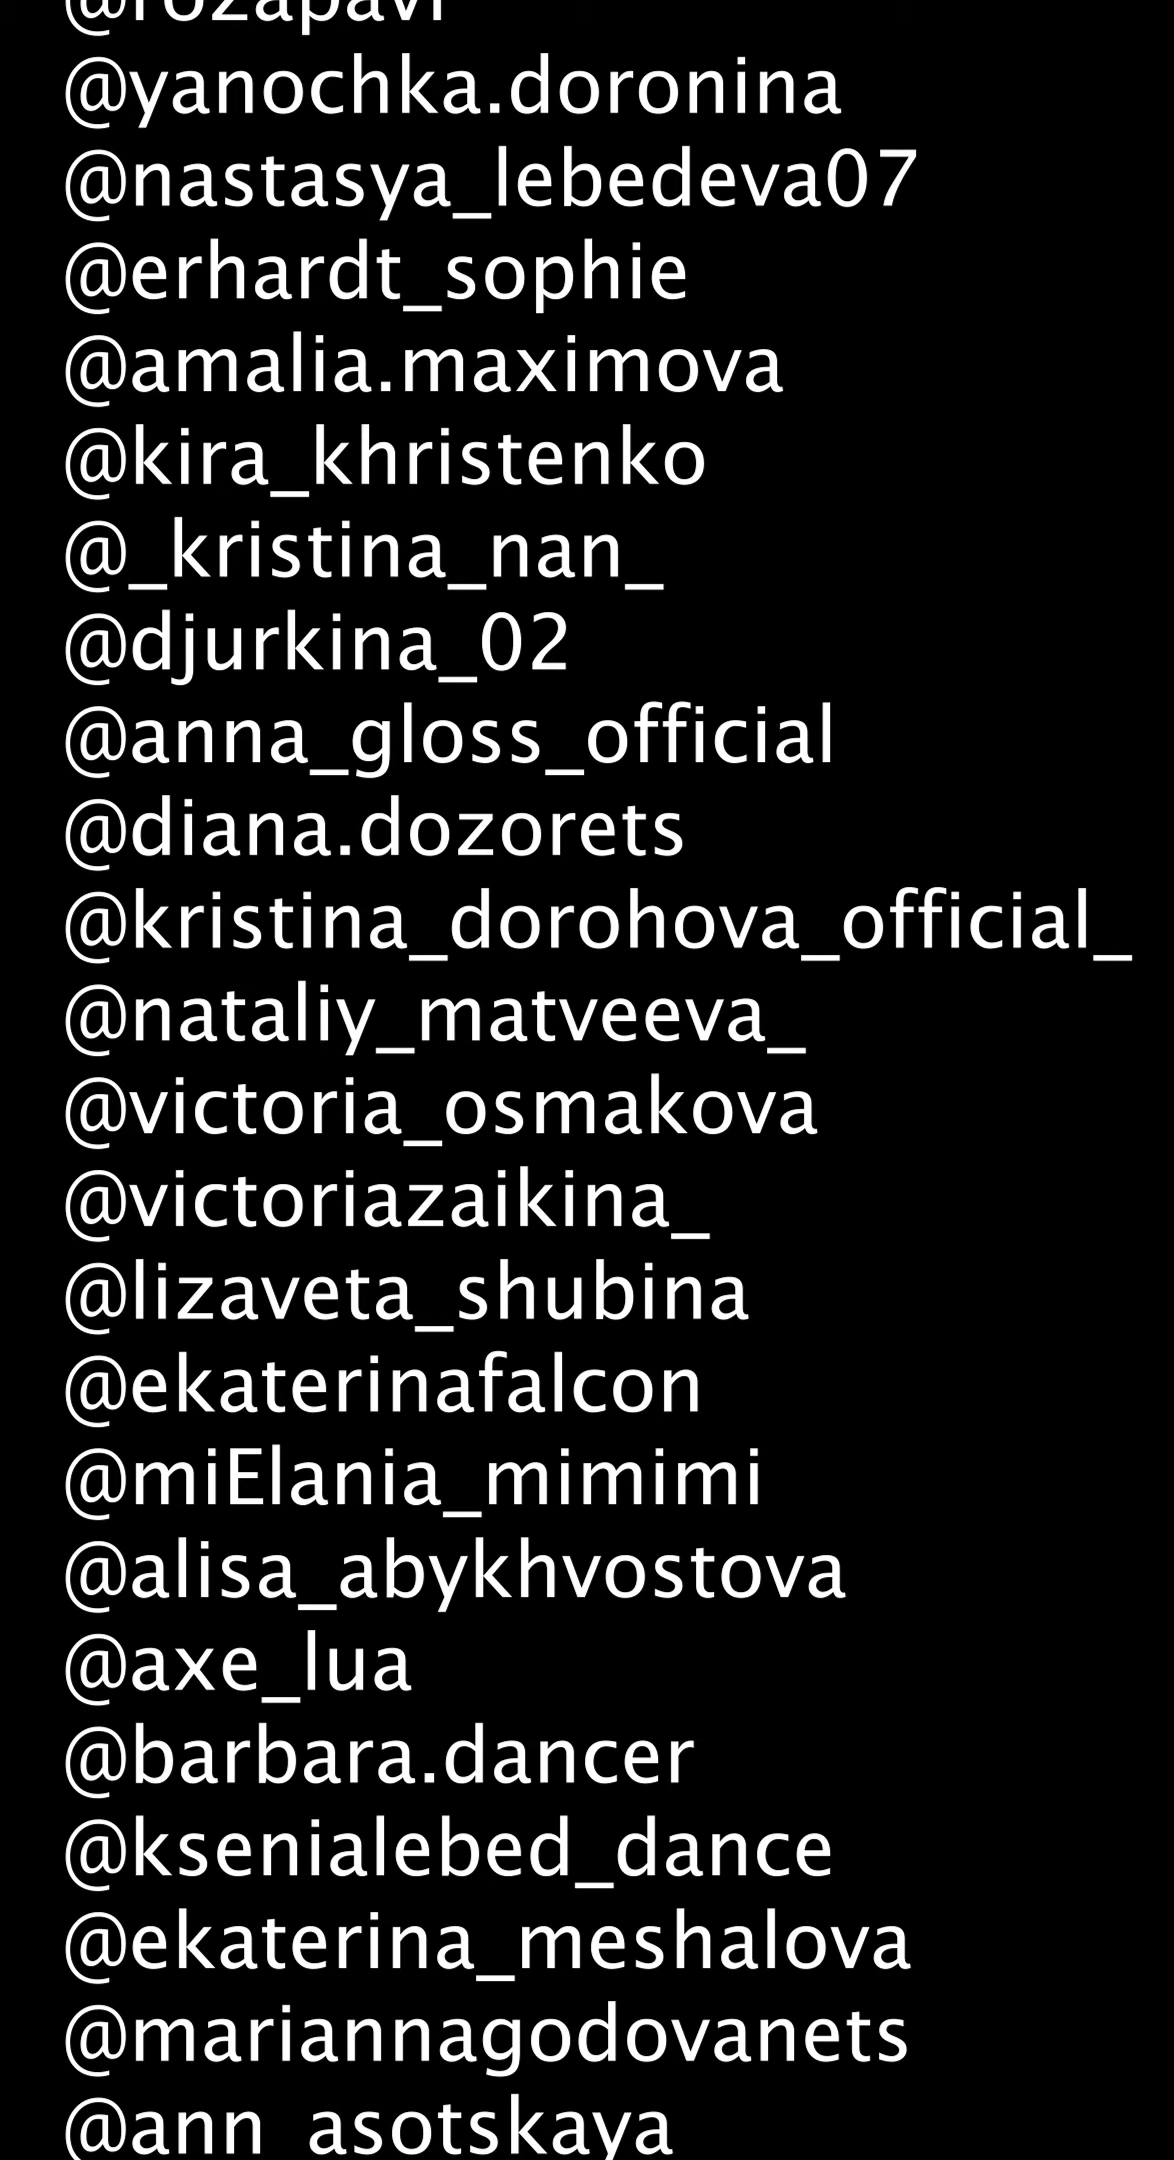 @rozapavl
@yanochka.doronina
@nastasya_lebedeva07
@erhardt_sophie
@amalia.maximova
@kira_khristenko
@_kristina_nan_
@djurkina_02
@anna_gloss_official
@diana.dozorets
@kristina_dorohova_official_
@nataliy_matveeva_
@victoria_osmakova
@victoriazaikina_
@lizaveta_shubina
@ekaterinafalcon
@miElania_mimimi
@alisa_abykhvostova
@axe_lua
@barbara.dancer
@ksenialebed_dance
@ekaterina_meshalova
@mariannagodovanets
@ann_asotskaya